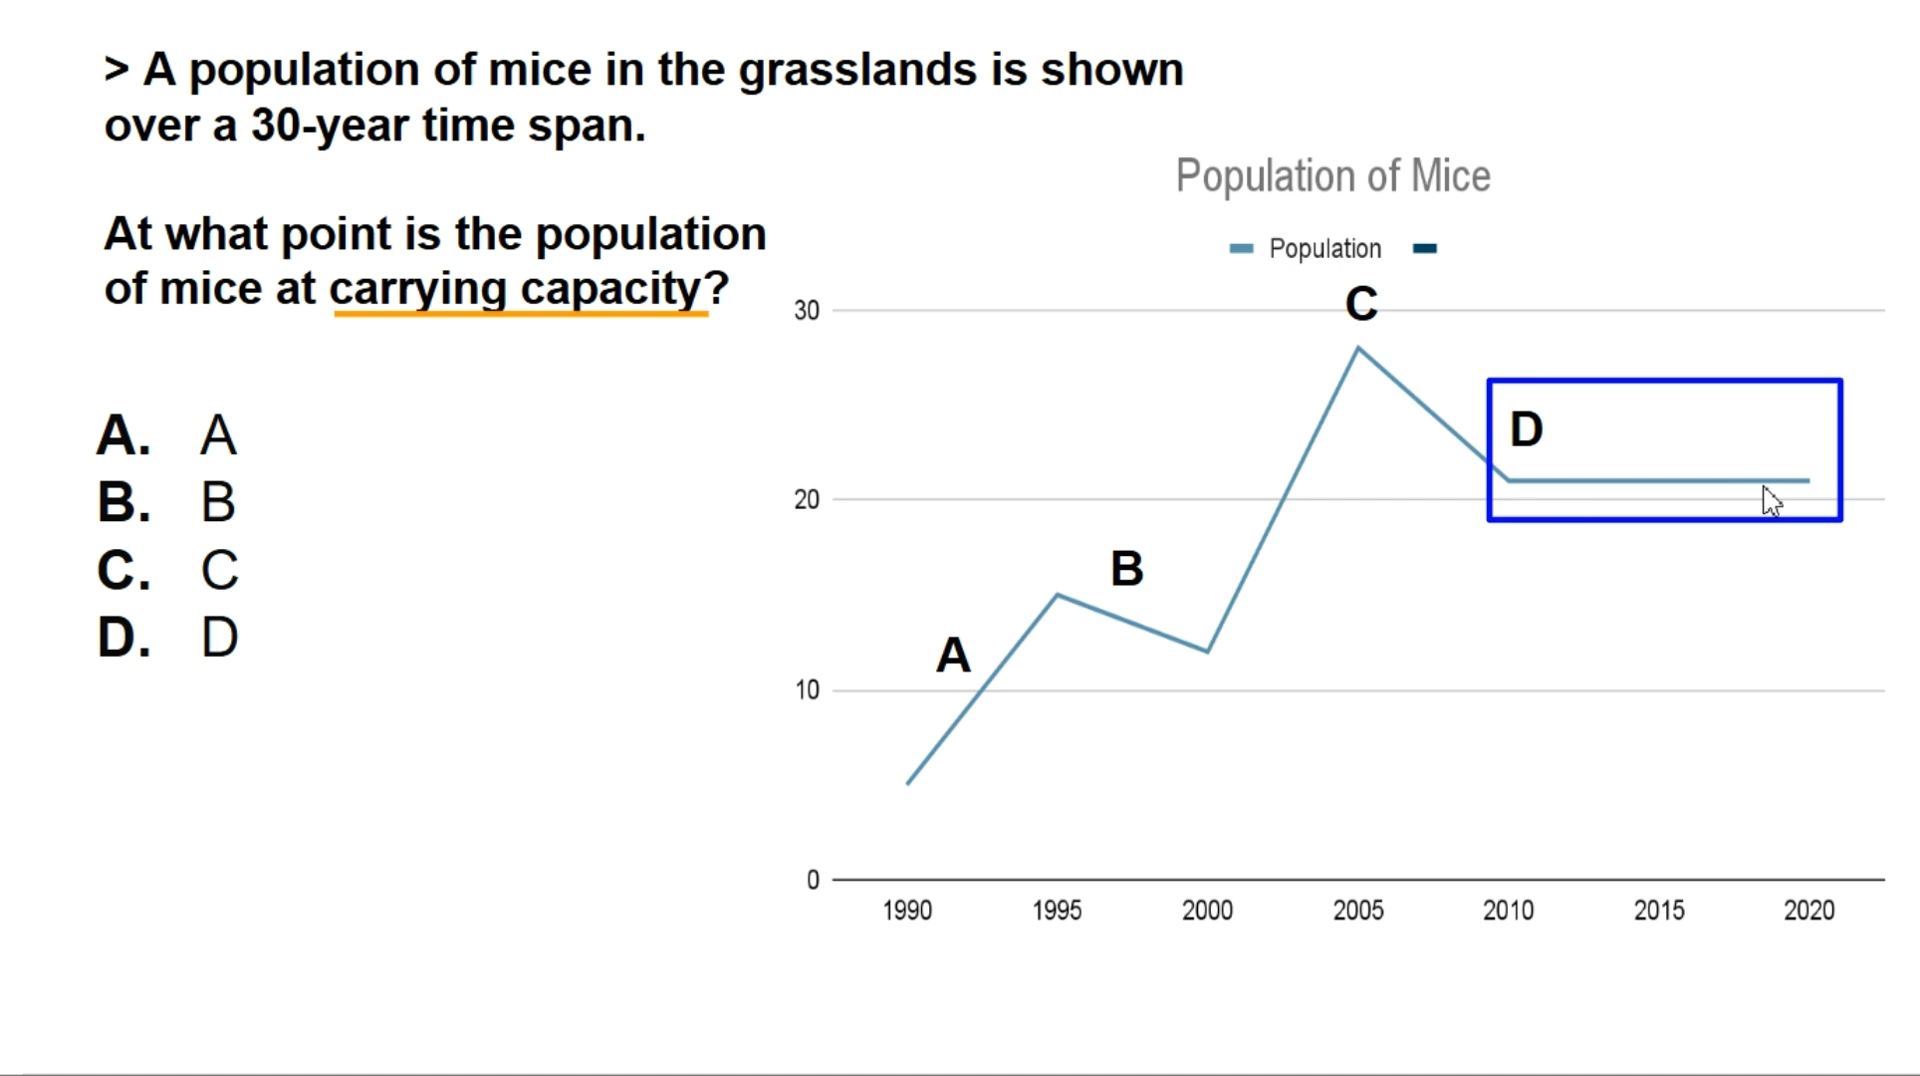 > A population of mice in the grasslands is shown
over a 30-year time span.
At what point is the population
of mice at carrying capacity?
A. A
B. B
C. C
D. D
Population of Mice
Population
30
20
10
0
A
B
C
D
1990 1995 2000 2005 2010 2015 2020